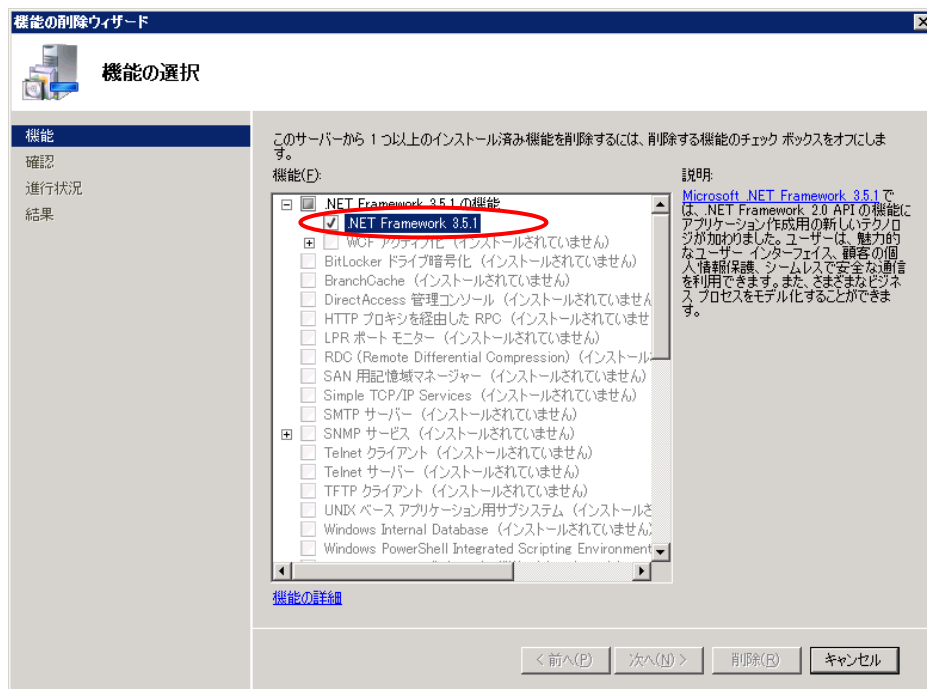 機能の削除ウィザード
機能の選択
機能
確認
進行状況
結果
このサーバーから 1 つ以上のインストール済み機能を削除するには、削除する機能のチェック ボックスをオフにしま
す。
機能(F):
.NET Framework 3.5.1 の機能
.NET Framework 3.5.1
WCF アクティブ化 (インストールされていません)
BitLocker ドライブ暗号化 (インストールされていません)
BranchCache (インストールされていません)
DirectAccess 管理コンソール (インストールされていません
HTTP プロキシを経由した RPC (インストールされていませ
LPR ポート モニター (インストールされていません)
RDC (Remote Differential Compression) (インストール
SAN 用記憶域マネージャー (インストールされていません)
Simple TCP/IP Services (インストールされていません)
SMTP サーバー (インストールされていません)
SNMP サービス (インストールされていません)
Telnet クライアント (インストールされていません)
Telnet サーバー (インストールされていません)
TFTP クライアント (インストールされていません)
UNIX ベース アプリケーション用サブシステム (インストールさ
Windows Internal Database (インストールされていません)
Windows PowerShell Integrated Scripting Environment
機能の詳細
説明:
Microsoft .NET Framework 3.5.1 で
は、.NET Framework 2.0 API の機能に
アプリケーション作成用の新しいテクノロ
ジが加わりました。ユーザーは、魅力的
なユーザー インターフェイス、顧客の個
人情報保護、シームレスで安全な通信
を利用できます。また、さまざまなビジネ
ス プロセスをモデル化することができま
す。
< 前へ(P)
次へ(N) >
削除(R)
キャンセル